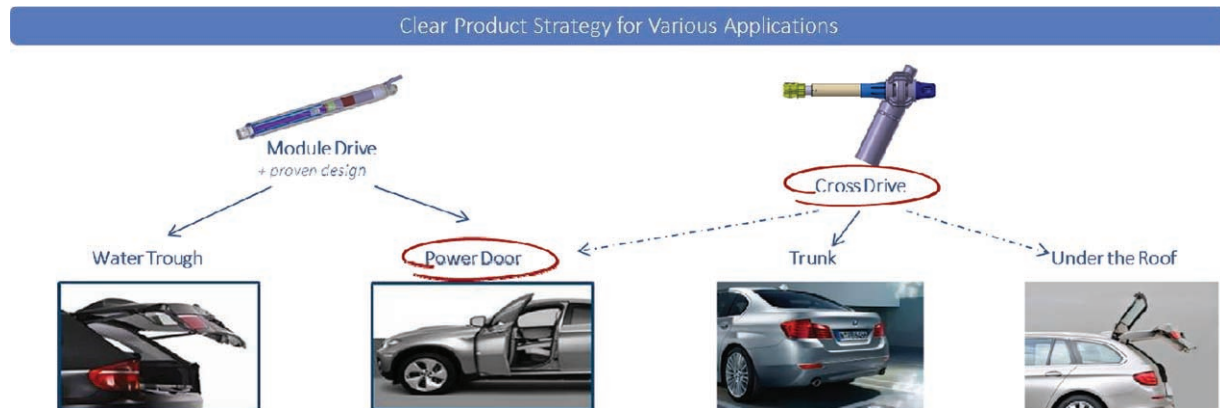 Clear Product Strategy for Various Applications
Module Drive
+ proven design
Cross Drive
Water Trough
Power Door
Trunk
Under the Roof